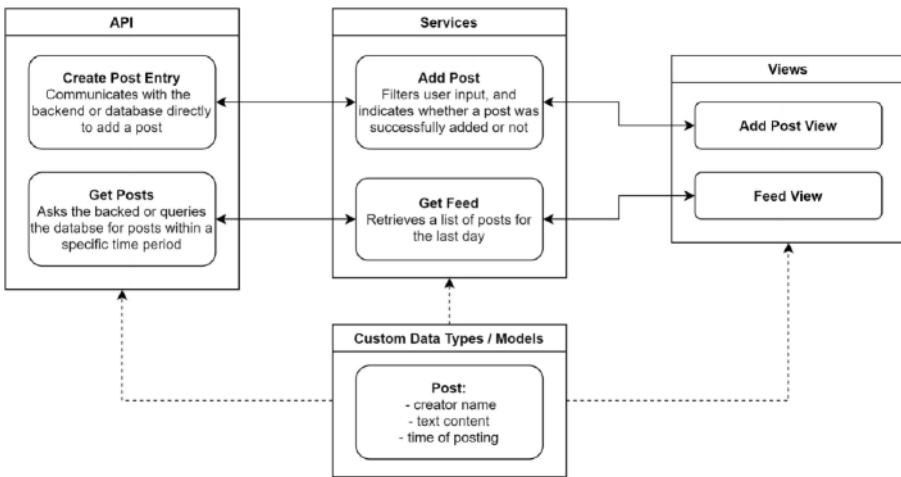 API
Create Post Entry
Communicates with the
backend or database directly
to add a post
Get Posts
Asks the backed or queries
the databse for posts within a
specific time period
Services
Add Post
Filters user input, and
indicates whether a post was
successfully added or not
Get Feed
Retrieves a list of posts for
the last day
Views
Add Post View
Feed View
Custom Data Types / Models
Post:
- creator name
- text content
- time of posting